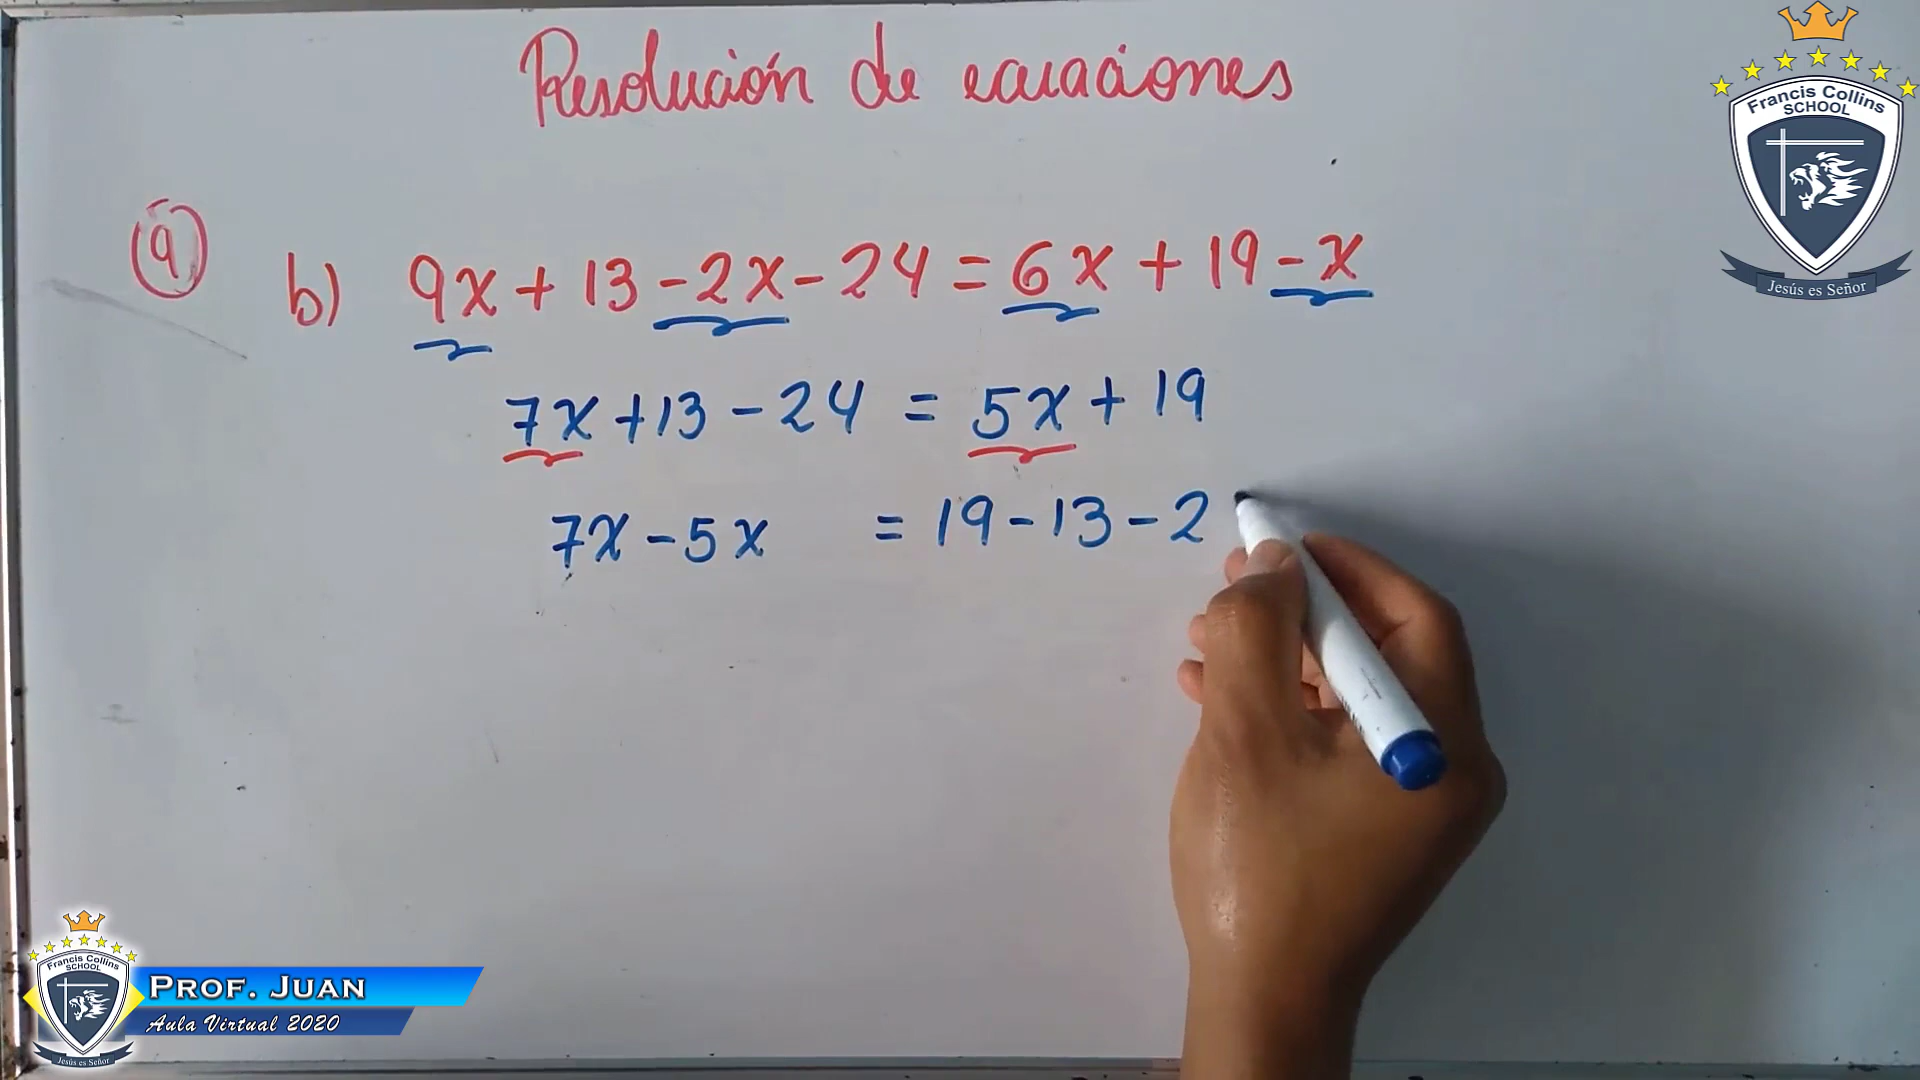 Resolución de ecuaciones
Francis Collins
SCHOOL
Jesús es Señor
9
b) 9x + 13 - 2x - 24 = 6x + 19 - x
7x + 13 - 24 = 5x + 19
7x - 5x = 19 - 13 - 2
Francis Collins
SCHOOL
Jesús es Señor
PROF. JUAN
Aula Virtual 2020